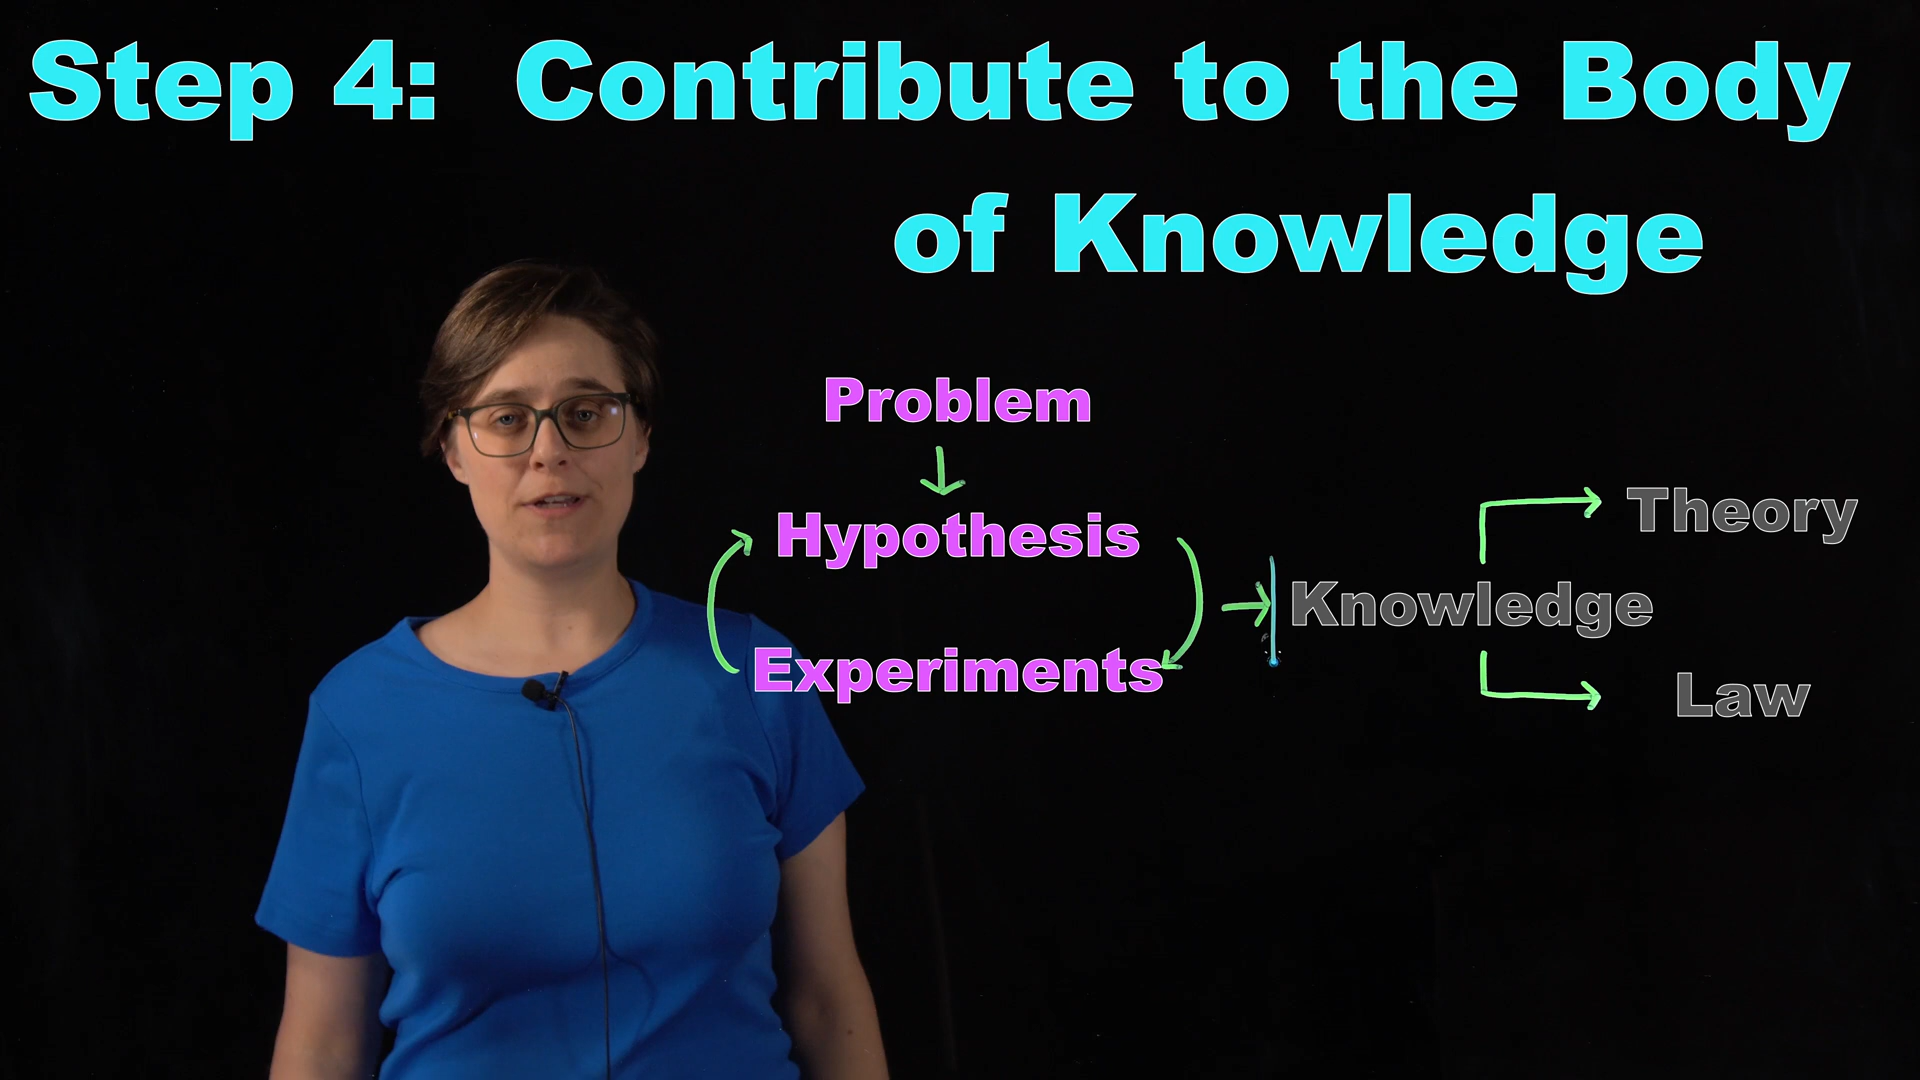 Step 4: Contribute to the Body
of Knowledge
Problem
Hypothesis
Experiments
Knowledge
Theory
Law